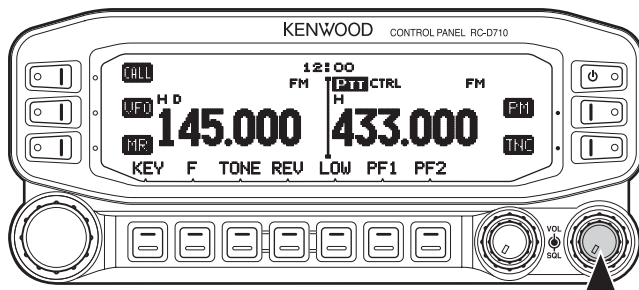 KENWOOD CONTROL PANEL RC-D710
12:00
CALL FM PTT CTRL FM
VFO H D 145.000 H 433.000 PM
MR TNC
KEY F TONE REV LOW PF1 PF2
VOL
SQL